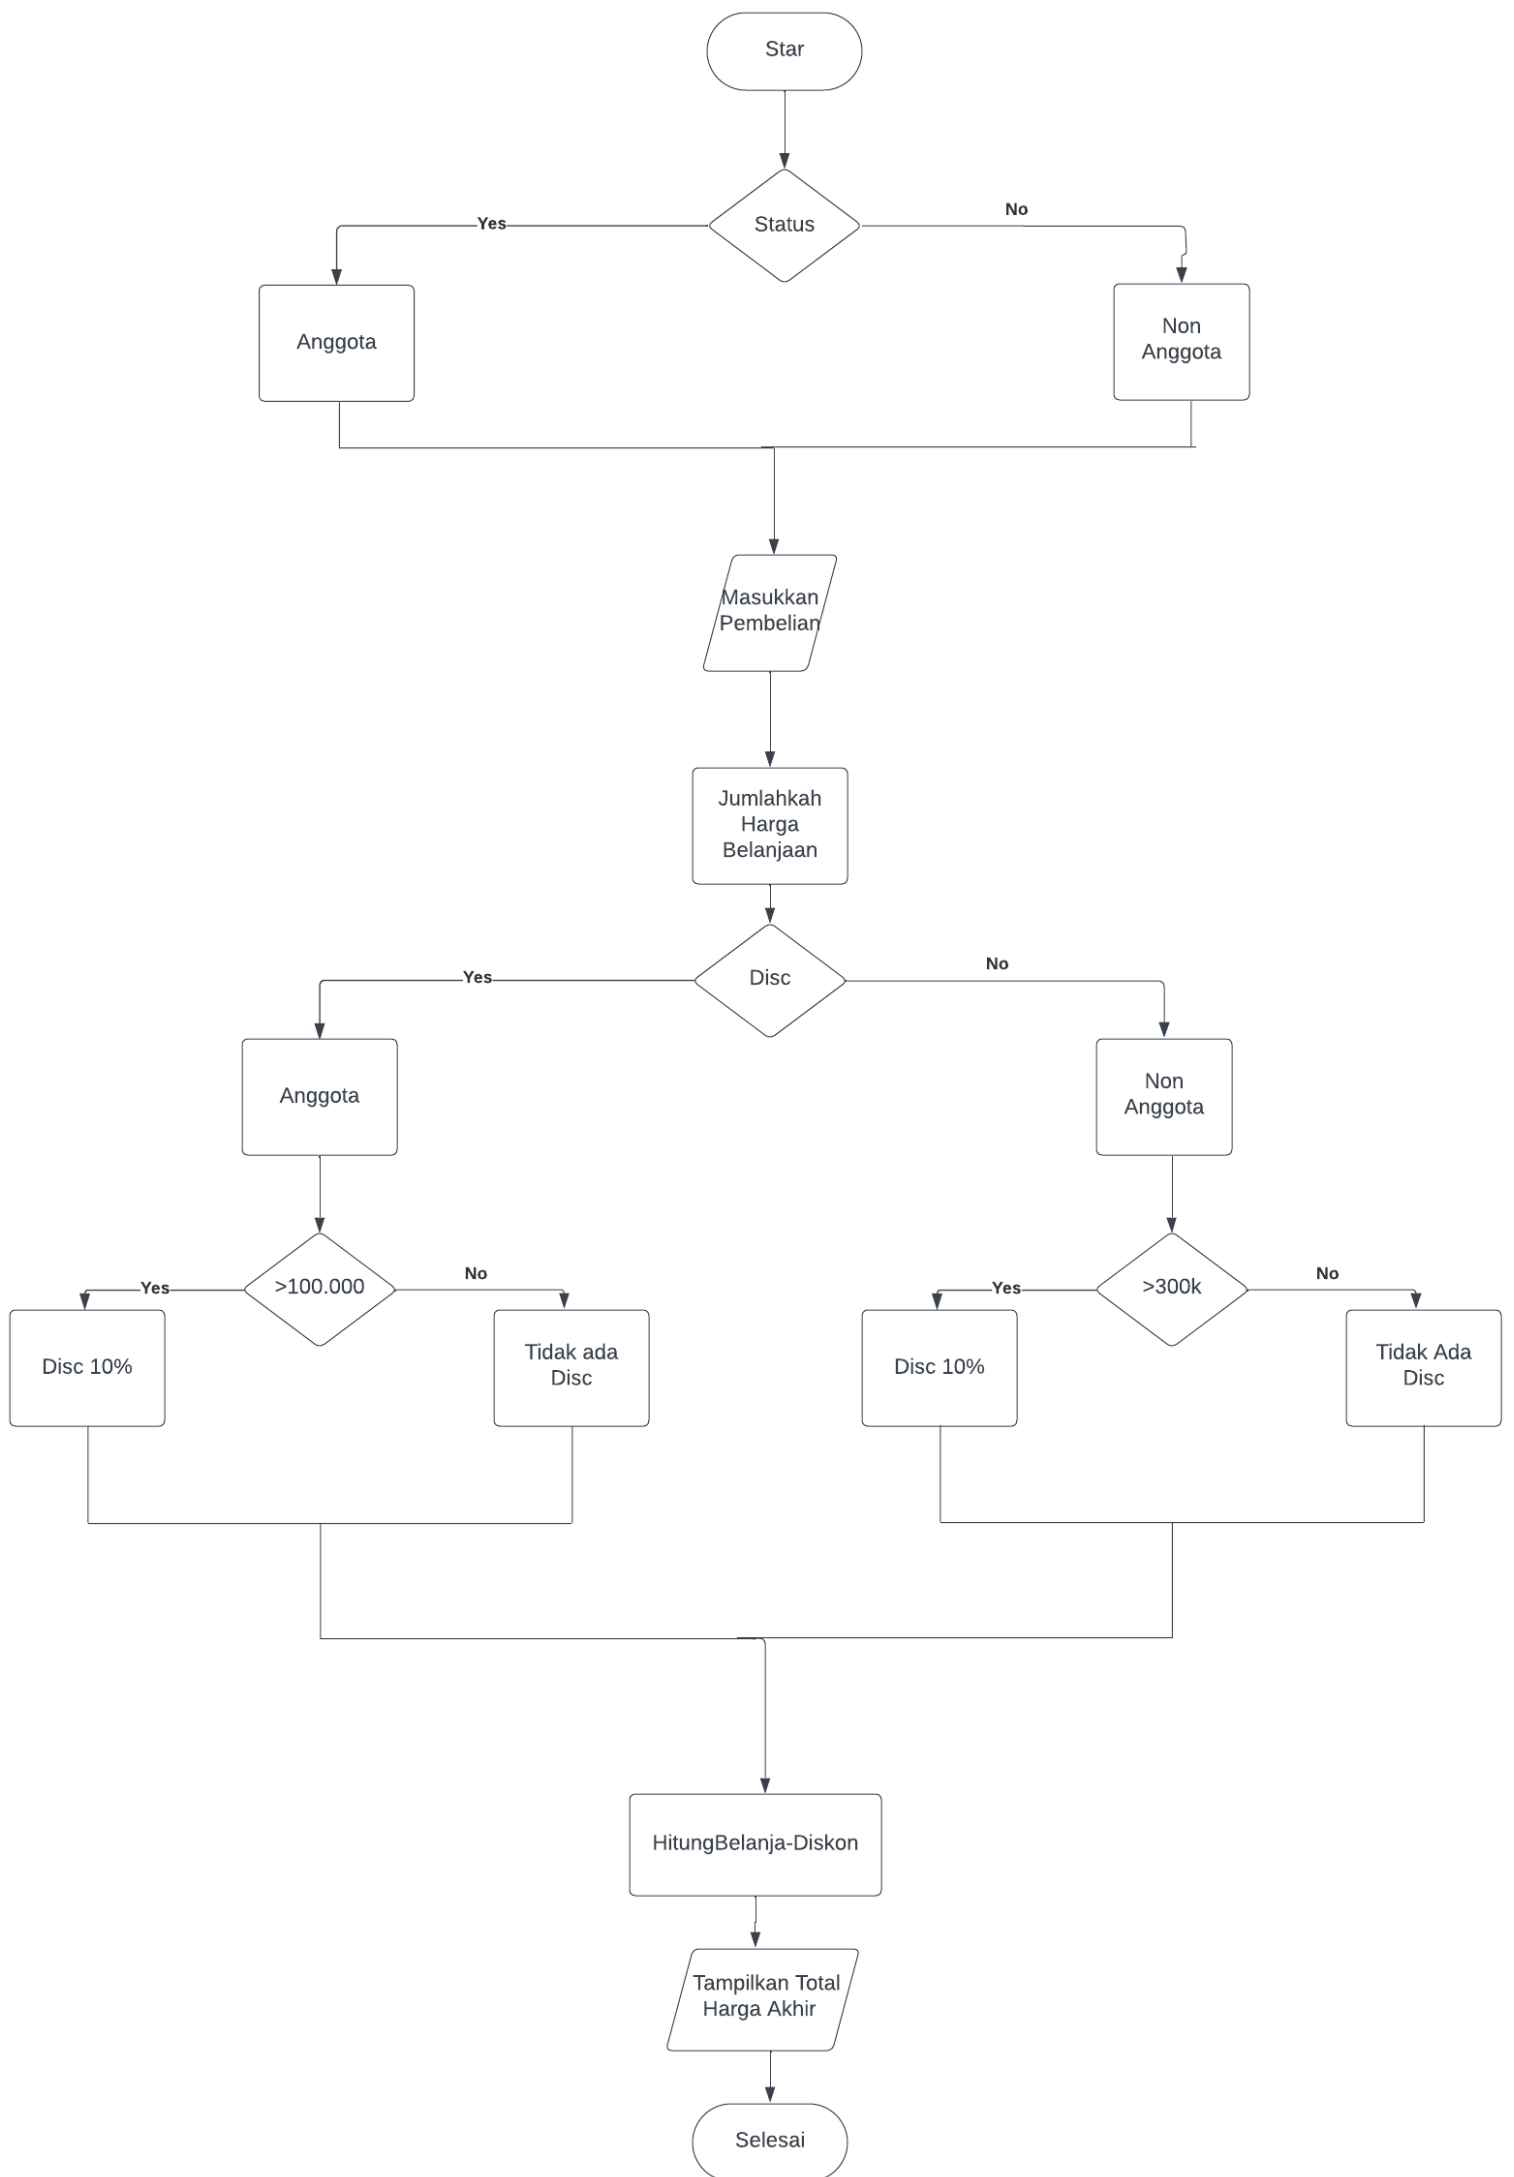 Star
Status
Yes
No
Anggota
Non
Anggota
Masukkan
Pembelian
Jumlahkah
Harga
Belanjaan
Disc
Yes
No
Anggota
Non
Anggota
>100.000
Yes
No
>300k
Yes
No
Disc 10%
Tidak ada
Disc
Disc 10%
Tidak Ada
Disc
HitungBelanja-Diskon
Tampilkan Total
Harga Akhir
Selesai